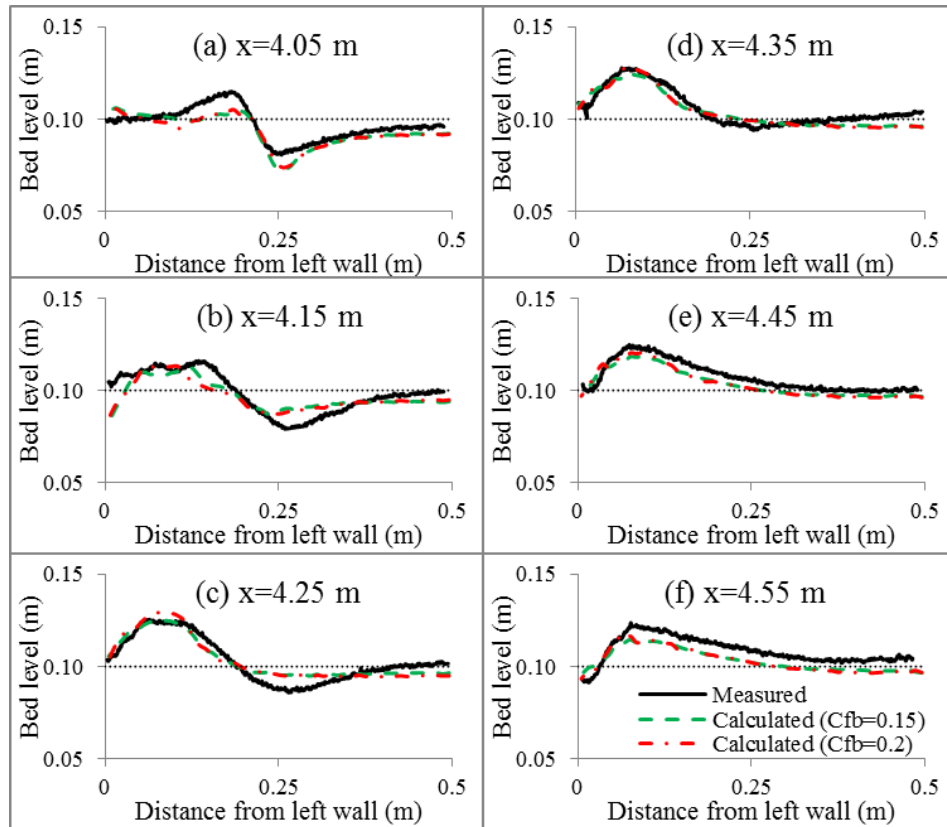 (a) x=4.05 m
Bed level (m)
0.15
0.10
0.05
0
0.25
0.5
Distance from left wall (m)
(b) x=4.15 m
Bed level (m)
0.15
0.10
0.05
0
0.25
0.5
Distance from left wall (m)
(c) x=4.25 m
Bed level (m)
0.15
0.10
0.05
0
0.25
0.5
Distance from left wall (m)
(d) x=4.35 m
Bed level (m)
0.15
0.10
0.05
0
0.25
0.5
Distance from left wall (m)
(e) x=4.45 m
Bed level (m)
0.15
0.10
0.05
0
0.25
0.5
Distance from left wall (m)
(f) x=4.55 m
Bed level (m)
0.15
0.10
0.05
Measured
Calculated (Cfb=0.15)
Calculated (Cfb=0.2)
0
0.25
0.5
Distance from left wall (m)